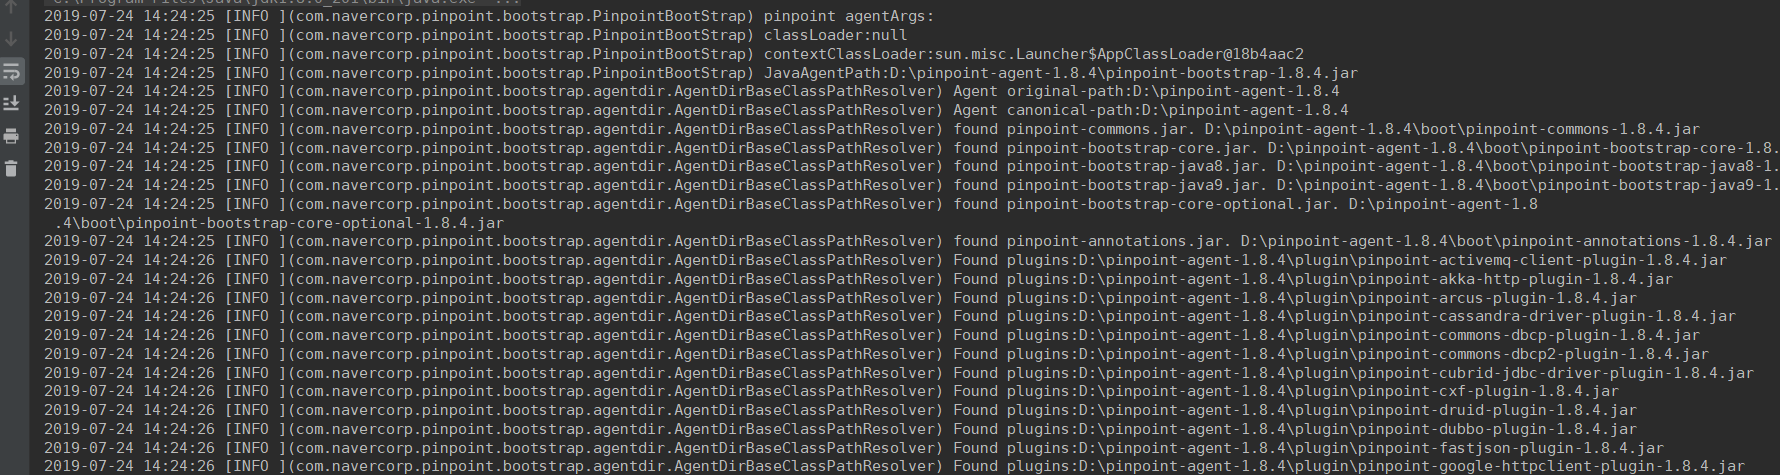 2019-07-24 14:24:25 [INFO ](com.navercorp.pinpoint.bootstrap.PinpointBootStrap) pinpoint agentArgs:
2019-07-24 14:24:25 [INFO ](com.navercorp.pinpoint.bootstrap.PinpointBootStrap) classLoader:null
2019-07-24 14:24:25 [INFO ](com.navercorp.pinpoint.bootstrap.PinpointBootStrap) contextClassLoader:sun.misc.Launcher$AppClassLoader@18b4aac2
2019-07-24 14:24:25 [INFO ](com.navercorp.pinpoint.bootstrap.PinpointBootStrap) JavaAgentPath:D:\pinpoint-agent-1.8.4\pinpoint-bootstrap-1.8.4.jar
2019-07-24 14:24:25 [INFO ](com.navercorp.pinpoint.bootstrap.agentdir.AgentDirBaseClassPathResolver) Agent original-path:D:\pinpoint-agent-1.8.4
2019-07-24 14:24:25 [INFO ](com.navercorp.pinpoint.bootstrap.agentdir.AgentDirBaseClassPathResolver) Agent canonical-path:D:\pinpoint-agent-1.8.4
2019-07-24 14:24:25 [INFO ](com.navercorp.pinpoint.bootstrap.agentdir.AgentDirBaseClassPathResolver) found pinpoint-commons.jar. D:\pinpoint-agent-1.8.4\boot\pinpoint-commons-1.8.4.jar
2019-07-24 14:24:25 [INFO ](com.navercorp.pinpoint.bootstrap.agentdir.AgentDirBaseClassPathResolver) found pinpoint-bootstrap-core.jar. D:\pinpoint-agent-1.8.4\boot\pinpoint-bootstrap-core-1.8.
2019-07-24 14:24:25 [INFO ](com.navercorp.pinpoint.bootstrap.agentdir.AgentDirBaseClassPathResolver) found pinpoint-bootstrap-java8.jar. D:\pinpoint-agent-1.8.4\boot\pinpoint-bootstrap-java8-1.
2019-07-24 14:24:25 [INFO ](com.navercorp.pinpoint.bootstrap.agentdir.AgentDirBaseClassPathResolver) found pinpoint-bootstrap-java9.jar. D:\pinpoint-agent-1.8.4\boot\pinpoint-bootstrap-java9-1.
2019-07-24 14:24:25 [INFO ](com.navercorp.pinpoint.bootstrap.agentdir.AgentDirBaseClassPathResolver) found pinpoint-bootstrap-core-optional.jar. D:\pinpoint-agent-1.8
.4\boot\pinpoint-bootstrap-core-optional-1.8.4.jar
2019-07-24 14:24:25 [INFO ](com.navercorp.pinpoint.bootstrap.agentdir.AgentDirBaseClassPathResolver) found pinpoint-annotations.jar. D:\pinpoint-agent-1.8.4\boot\pinpoint-annotations-1.8.4.jar
2019-07-24 14:24:26 [INFO ](com.navercorp.pinpoint.bootstrap.agentdir.AgentDirBaseClassPathResolver) Found plugins:D:\pinpoint-agent-1.8.4\plugin\pinpoint-activemq-client-plugin-1.8.4.jar
2019-07-24 14:24:26 [INFO ](com.navercorp.pinpoint.bootstrap.agentdir.AgentDirBaseClassPathResolver) Found plugins:D:\pinpoint-agent-1.8.4\plugin\pinpoint-akka-http-plugin-1.8.4.jar
2019-07-24 14:24:26 [INFO ](com.navercorp.pinpoint.bootstrap.agentdir.AgentDirBaseClassPathResolver) Found plugins:D:\pinpoint-agent-1.8.4\plugin\pinpoint-arcus-plugin-1.8.4.jar
2019-07-24 14:24:26 [INFO ](com.navercorp.pinpoint.bootstrap.agentdir.AgentDirBaseClassPathResolver) Found plugins:D:\pinpoint-agent-1.8.4\plugin\pinpoint-cassandra-driver-plugin-1.8.4.jar
2019-07-24 14:24:26 [INFO ](com.navercorp.pinpoint.bootstrap.agentdir.AgentDirBaseClassPathResolver) Found plugins:D:\pinpoint-agent-1.8.4\plugin\pinpoint-commons-dbcp-plugin-1.8.4.jar
2019-07-24 14:24:26 [INFO ](com.navercorp.pinpoint.bootstrap.agentdir.AgentDirBaseClassPathResolver) Found plugins:D:\pinpoint-agent-1.8.4\plugin\pinpoint-commons-dbcp2-plugin-1.8.4.jar
2019-07-24 14:24:26 [INFO ](com.navercorp.pinpoint.bootstrap.agentdir.AgentDirBaseClassPathResolver) Found plugins:D:\pinpoint-agent-1.8.4\plugin\pinpoint-cubrid-jdbc-driver-plugin-1.8.4.jar
2019-07-24 14:24:26 [INFO ](com.navercorp.pinpoint.bootstrap.agentdir.AgentDirBaseClassPathResolver) Found plugins:D:\pinpoint-agent-1.8.4\plugin\pinpoint-cxf-plugin-1.8.4.jar
2019-07-24 14:24:26 [INFO ](com.navercorp.pinpoint.bootstrap.agentdir.AgentDirBaseClassPathResolver) Found plugins:D:\pinpoint-agent-1.8.4\plugin\pinpoint-druid-plugin-1.8.4.jar
2019-07-24 14:24:26 [INFO ](com.navercorp.pinpoint.bootstrap.agentdir.AgentDirBaseClassPathResolver) Found plugins:D:\pinpoint-agent-1.8.4\plugin\pinpoint-dubbo-plugin-1.8.4.jar
2019-07-24 14:24:26 [INFO ](com.navercorp.pinpoint.bootstrap.agentdir.AgentDirBaseClassPathResolver) Found plugins:D:\pinpoint-agent-1.8.4\plugin\pinpoint-fastjson-plugin-1.8.4.jar
2019-07-24 14:24:26 [INFO ](com.navercorp.pinpoint.bootstrap.agentdir.AgentDirBaseClassPathResolver) Found plugins:D:\pinpoint-agent-1.8.4\plugin\pinpoint-google-httpclient-plugin-1.8.4.jar